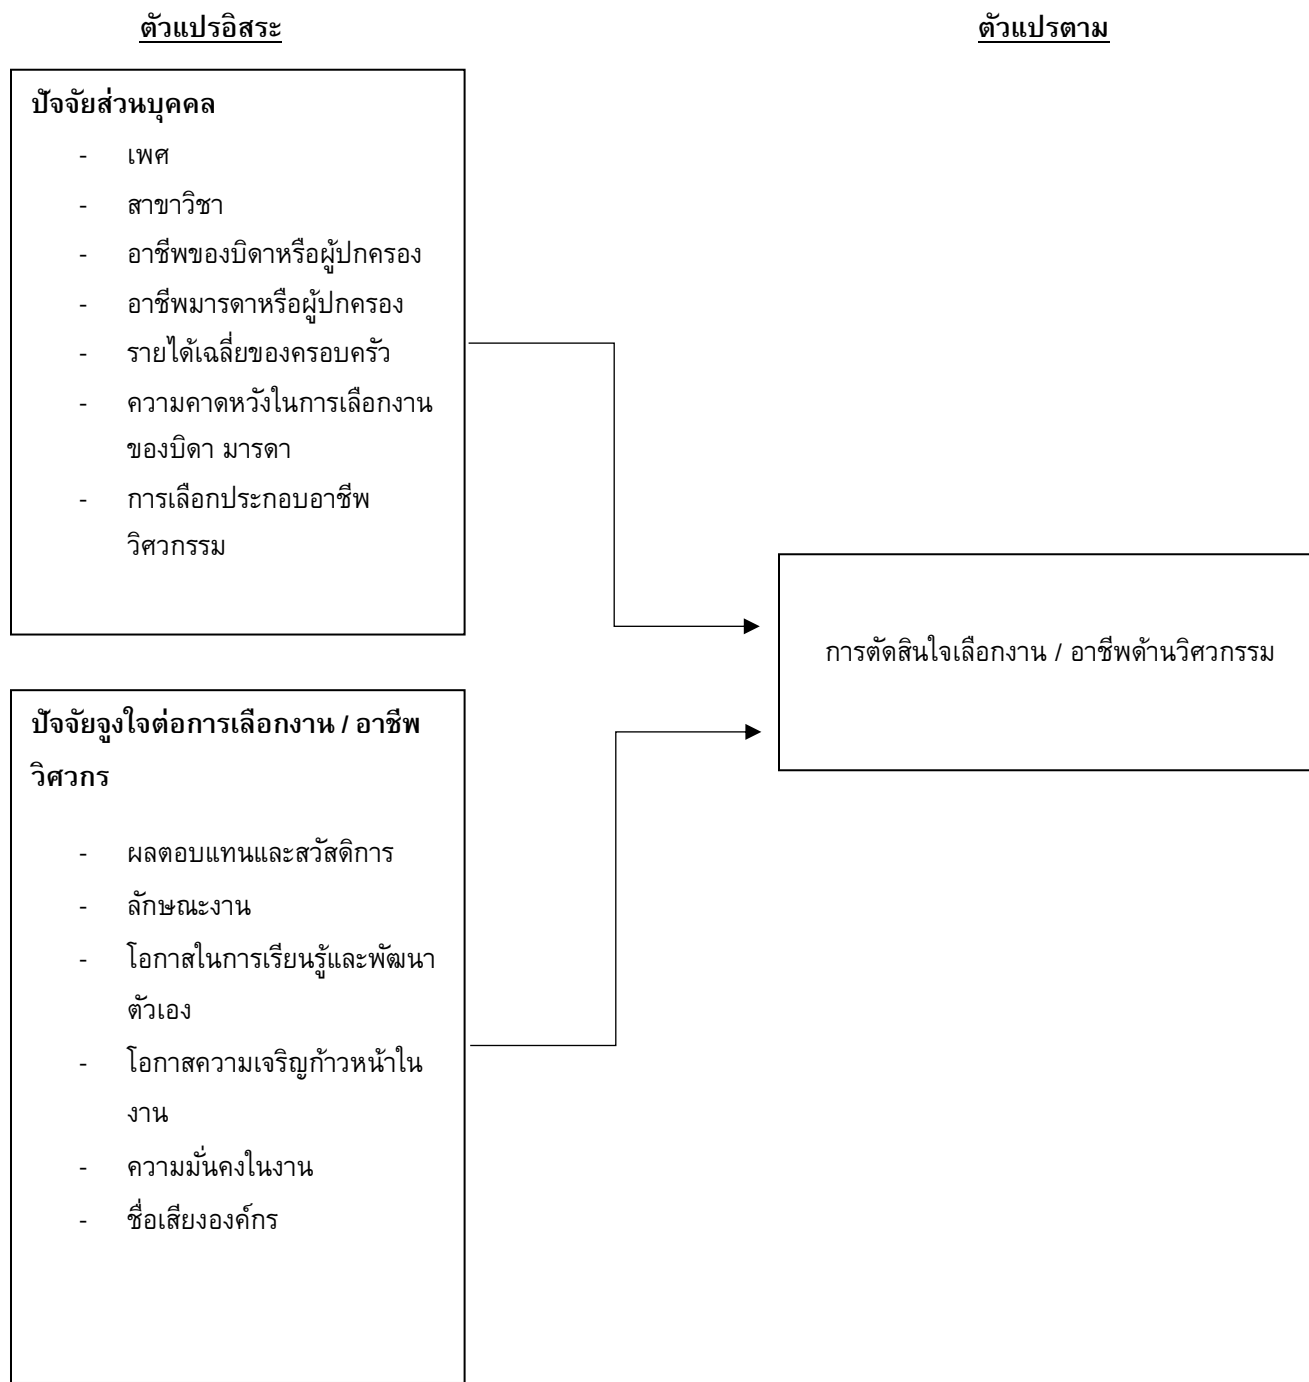 ตัวแปรอิสระ
ตัวแปรตาม
ปัจจัยส่วนบุคคล
- เพศ
- สาขาวิชา
- อาชีพของบิดาหรือผู้ปกครอง
- อาชีพมารดาหรือผู้ปกครอง
- รายได้เฉลี่ยของครอบครัว
- ความคาดหวังในการเลือกงาน
ของบิดา มารดา
- การเลือกประกอบอาชีพ
วิศวกรรม
การตัดสินใจเลือกงาน / อาชีพด้านวิศวกรรม
ปัจจัยจูงใจต่อการเลือกงาน / อาชีพ
วิศวกร
- ผลตอบแทนและสวัสดิการ
- ลักษณะงาน
- โอกาสในการเรียนรู้และพัฒนา
ตัวเอง
- โอกาสความเจริญก้าวหน้าใน
งาน
- ความมั่นคงในงาน
- ชื่อเสียงองค์กร